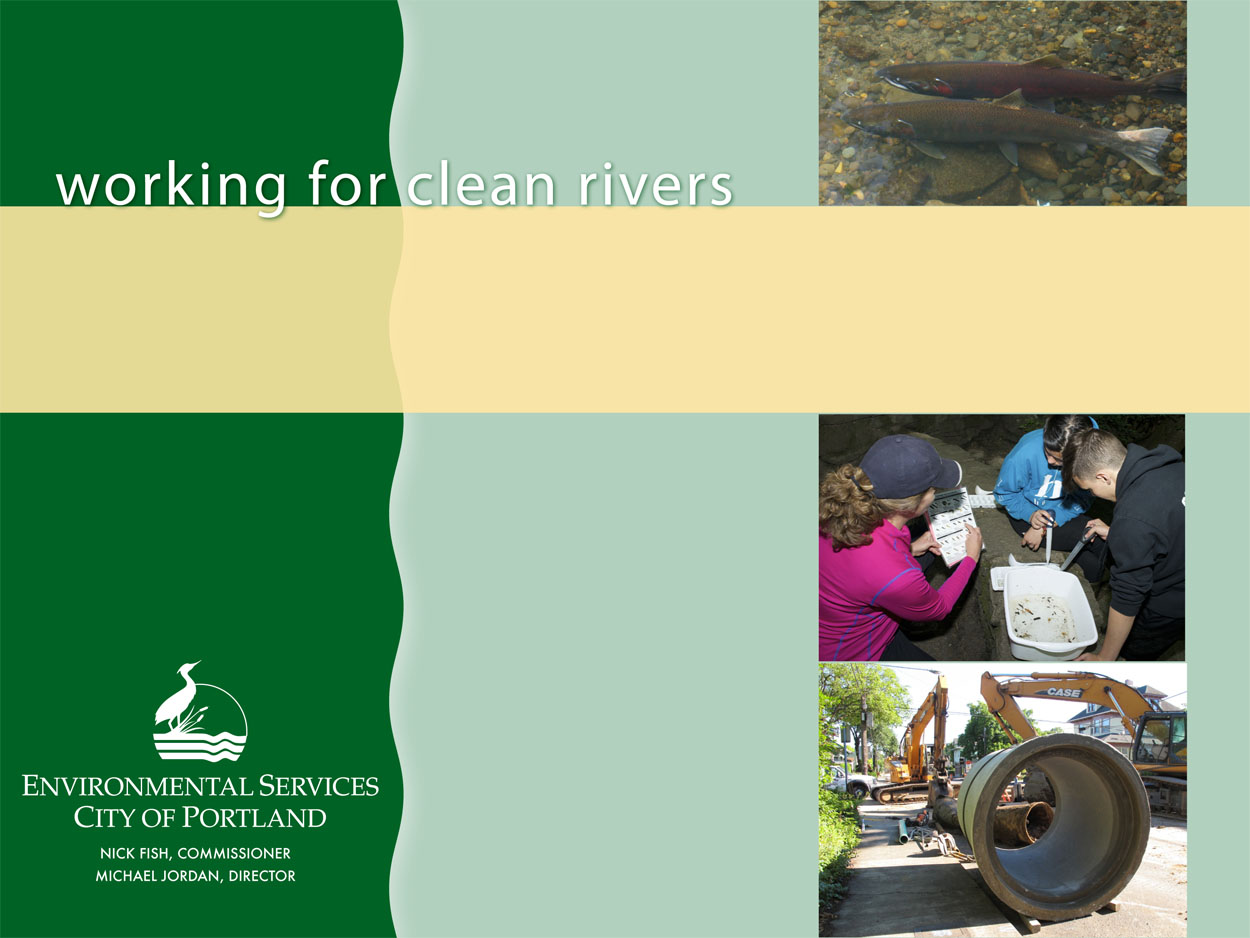 working for clean rivers
CASE
ENVIRONMENTAL SERVICES
CITY OF PORTLAND
NICK FISH, COMMISSIONER
MICHAEL JORDAN, DIRECTOR